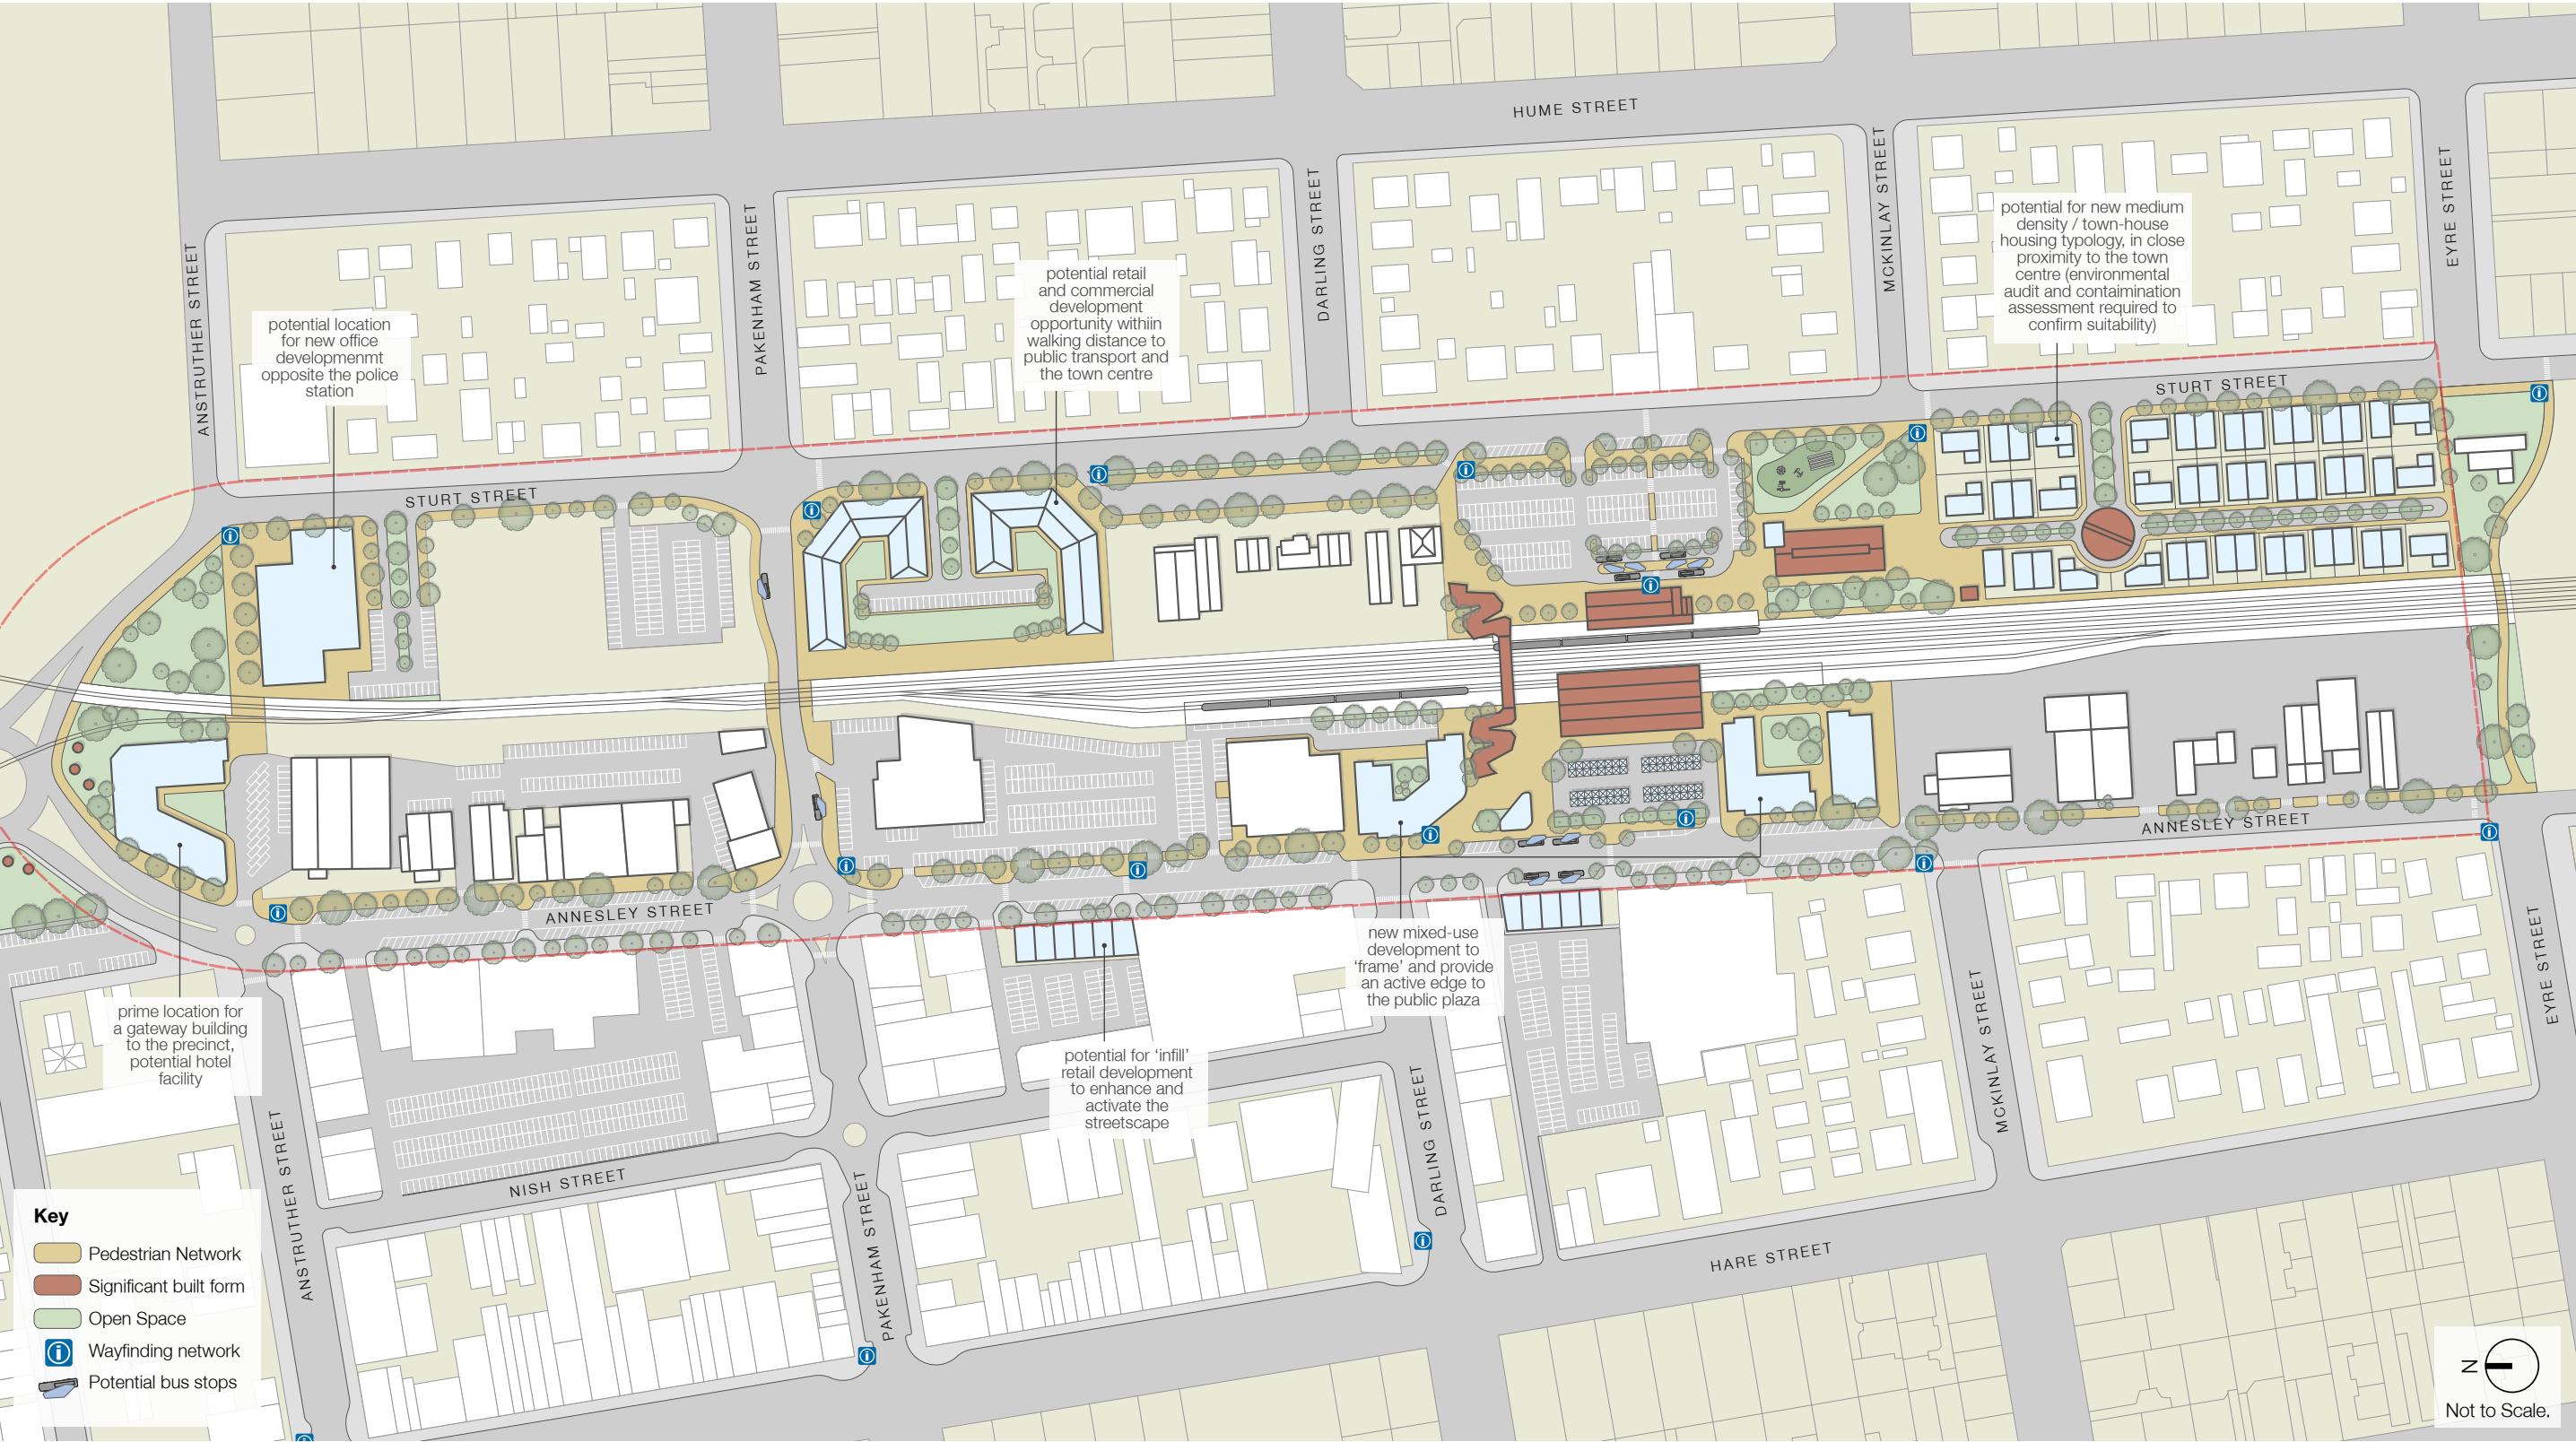 HUME STREET
ANSTRUTHER STREET
PAKENHAM STREET
DARLING STREET
MCKINLAY STREET
EYRE STREET
potential for new medium
density / town-house
housing typology, in close
proximity to the town
centre (environmental
audit and contaimination
assessment required to
confirm suitability)
potential retail
and commercial
development
opportunity withiin
walking distance to
public transport and
the town centre
potential location
for new office
developmenmt
opposite the police
station
STURT STREET
STURT STREET
ANNESLEY STREET
ANNESLEY STREET
new mixed-use
development to
‘frame’ and provide
an active edge to
the public plaza
prime location for
a gateway building
to the precinct,
potential hotel
facility
potential for ‘infill’
retail development
to enhance and
activate the
streetscape
ANSTRUTHER STREET
NISH STREET
PAKENHAM STREET
DARLING STREET
MCKINLAY STREET
EYRE STREET
HARE STREET
Key
Pedestrian Network
Significant built form
Open Space
Wayfinding network
Potential bus stops
N
Not to Scale.